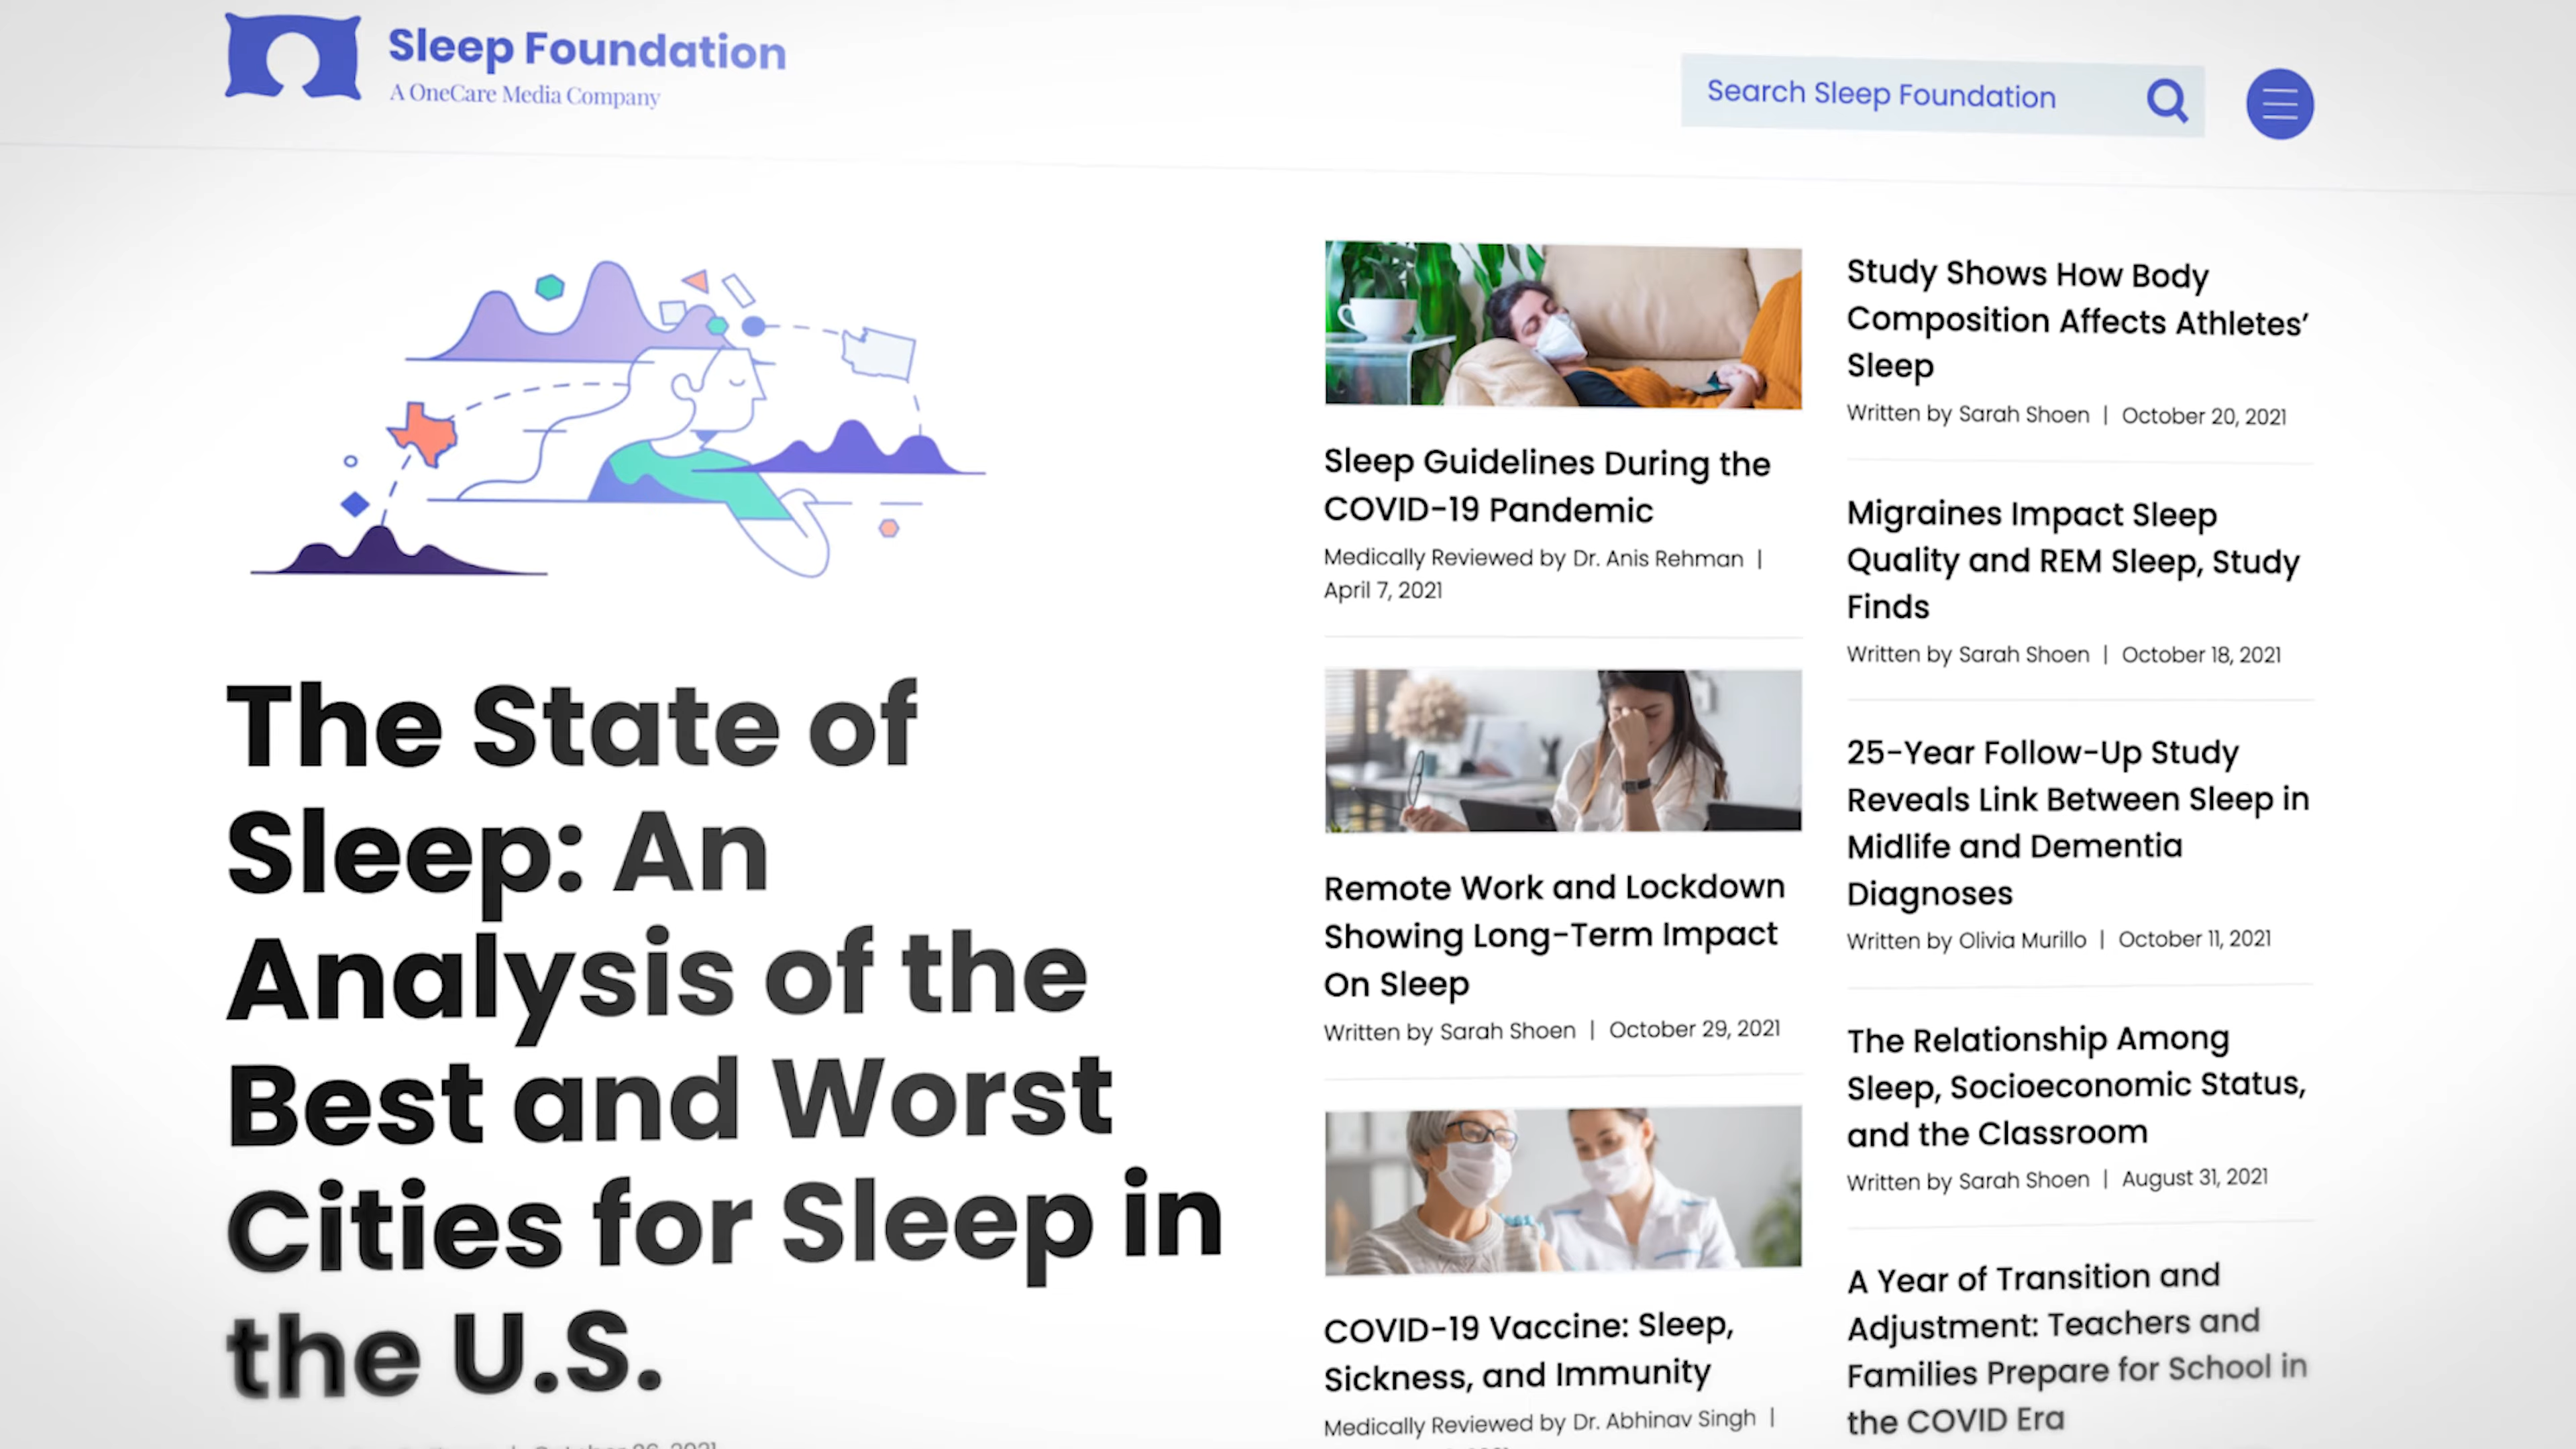 Sleep Foundation
A OneCare Media Company
Search Sleep Foundation
The State of
Sleep: An
Analysis of the
Best and Worst
Cities for Sleep in
the U.S.
Sleep Guidelines During the
COVID-19 Pandemic
Medically Reviewed by Dr. Anis Rehman |
April 7, 2021
Remote Work and Lockdown
Showing Long-Term Impact
On Sleep
Written by Sarah Shoen | October 29, 2021
COVID-19 Vaccine: Sleep,
Sickness, and Immunity
Medically Reviewed by Dr. Abhinav Singh |
Study Shows How Body
Composition Affects Athletes’
Sleep
Written by Sarah Shoen | October 20, 2021
Migraines Impact Sleep
Quality and REM Sleep, Study
Finds
Written by Sarah Shoen | October 18, 2021
25-Year Follow-Up Study
Reveals Link Between Sleep in
Midlife and Dementia
Diagnoses
Written by Olivia Murillo | October 11, 2021
The Relationship Among
Sleep, Socioeconomic Status,
and the Classroom
Written by Sarah Shoen | August 31, 2021
A Year of Transition and
Adjustment: Teachers and
Families Prepare for School in
the COVID Era